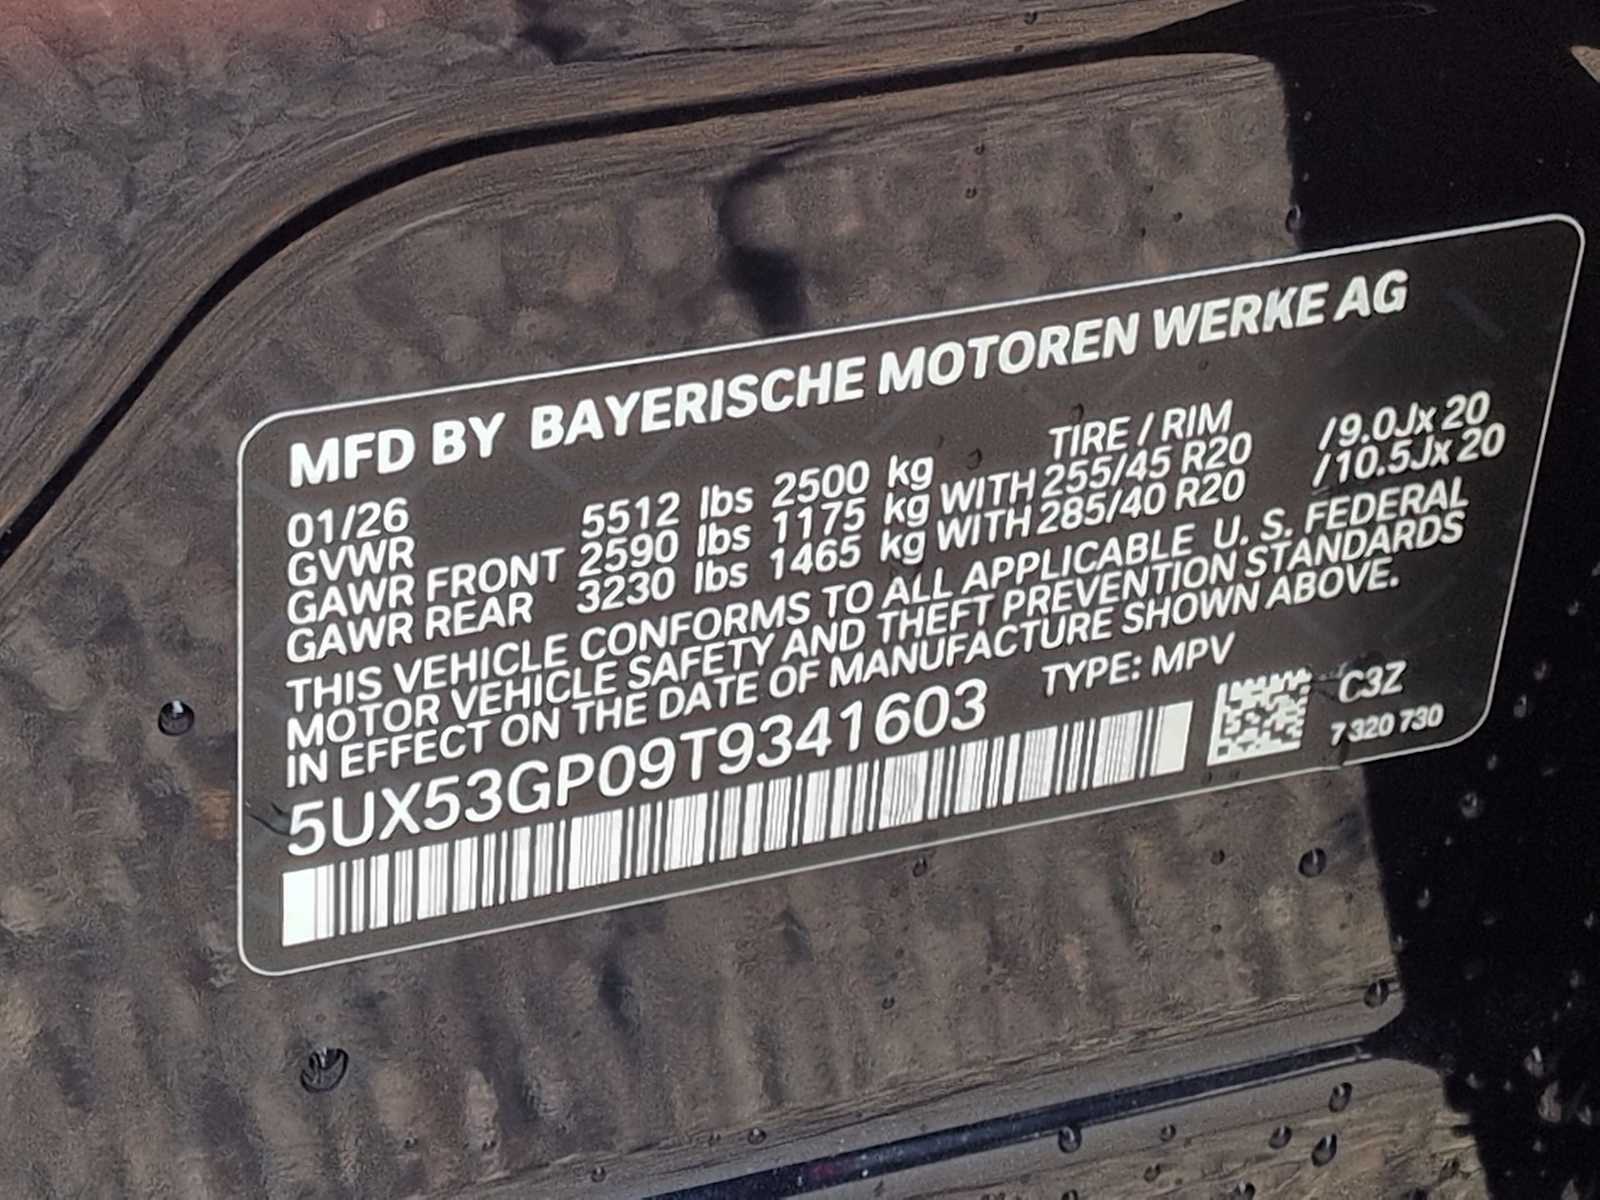 MFD BY BAYERISCHE MOTOREN WERKE AG
01/26 TIRE / RIM
GVWR 5512 lbs 2500 kg
GAWR FRONT 2590 lbs 1175 kg WITH 255/45 R20 /9.0Jx 20
GAWR REAR 3230 lbs 1465 kg WITH 285/40 R20 /10.5Jx 20
THIS VEHICLE CONFORMS TO ALL APPLICABLE U. S. FEDERAL
MOTOR VEHICLE SAFETY AND THEFT PREVENTION STANDARDS
IN EFFECT ON THE DATE OF MANUFACTURE SHOWN ABOVE.
5UX53GP09T9341603 TYPE: MPV
C3Z
7 320 730